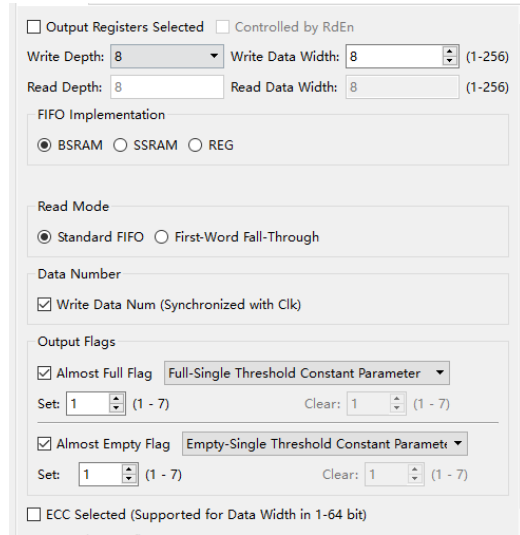 Output Registers Selected Controlled by RdEn
Write Depth: 8 Write Data Width: 8 (1-256)
Read Depth: 8 Read Data Width: 8 (1-256)
FIFO Implementation
BSRAM SSRAM REG
Read Mode
Standard FIFO First-Word Fall-Through
Data Number
Write Data Num (Synchronized with Clk)
Output Flags
Almost Full Flag Full-Single Threshold Constant Parameter
Set: 1 (1 - 7) Clear: 1 (1 - 7)
Almost Empty Flag Empty-Single Threshold Constant Paramete
Set: 1 (1 - 7) Clear: 1 (1 - 7)
ECC Selected (Supported for Data Width in 1-64 bit)